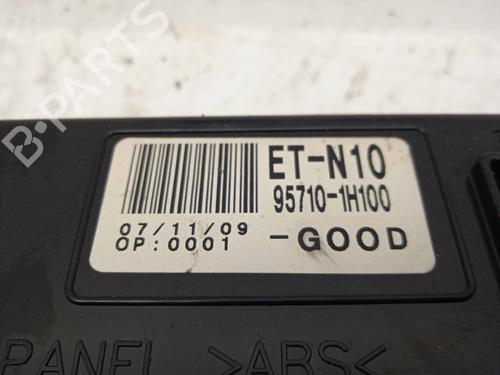 ET-N10
95710-1H100
07/11/09
OP:0001
-GOOD
PANEL >ABS<
B-PARTS